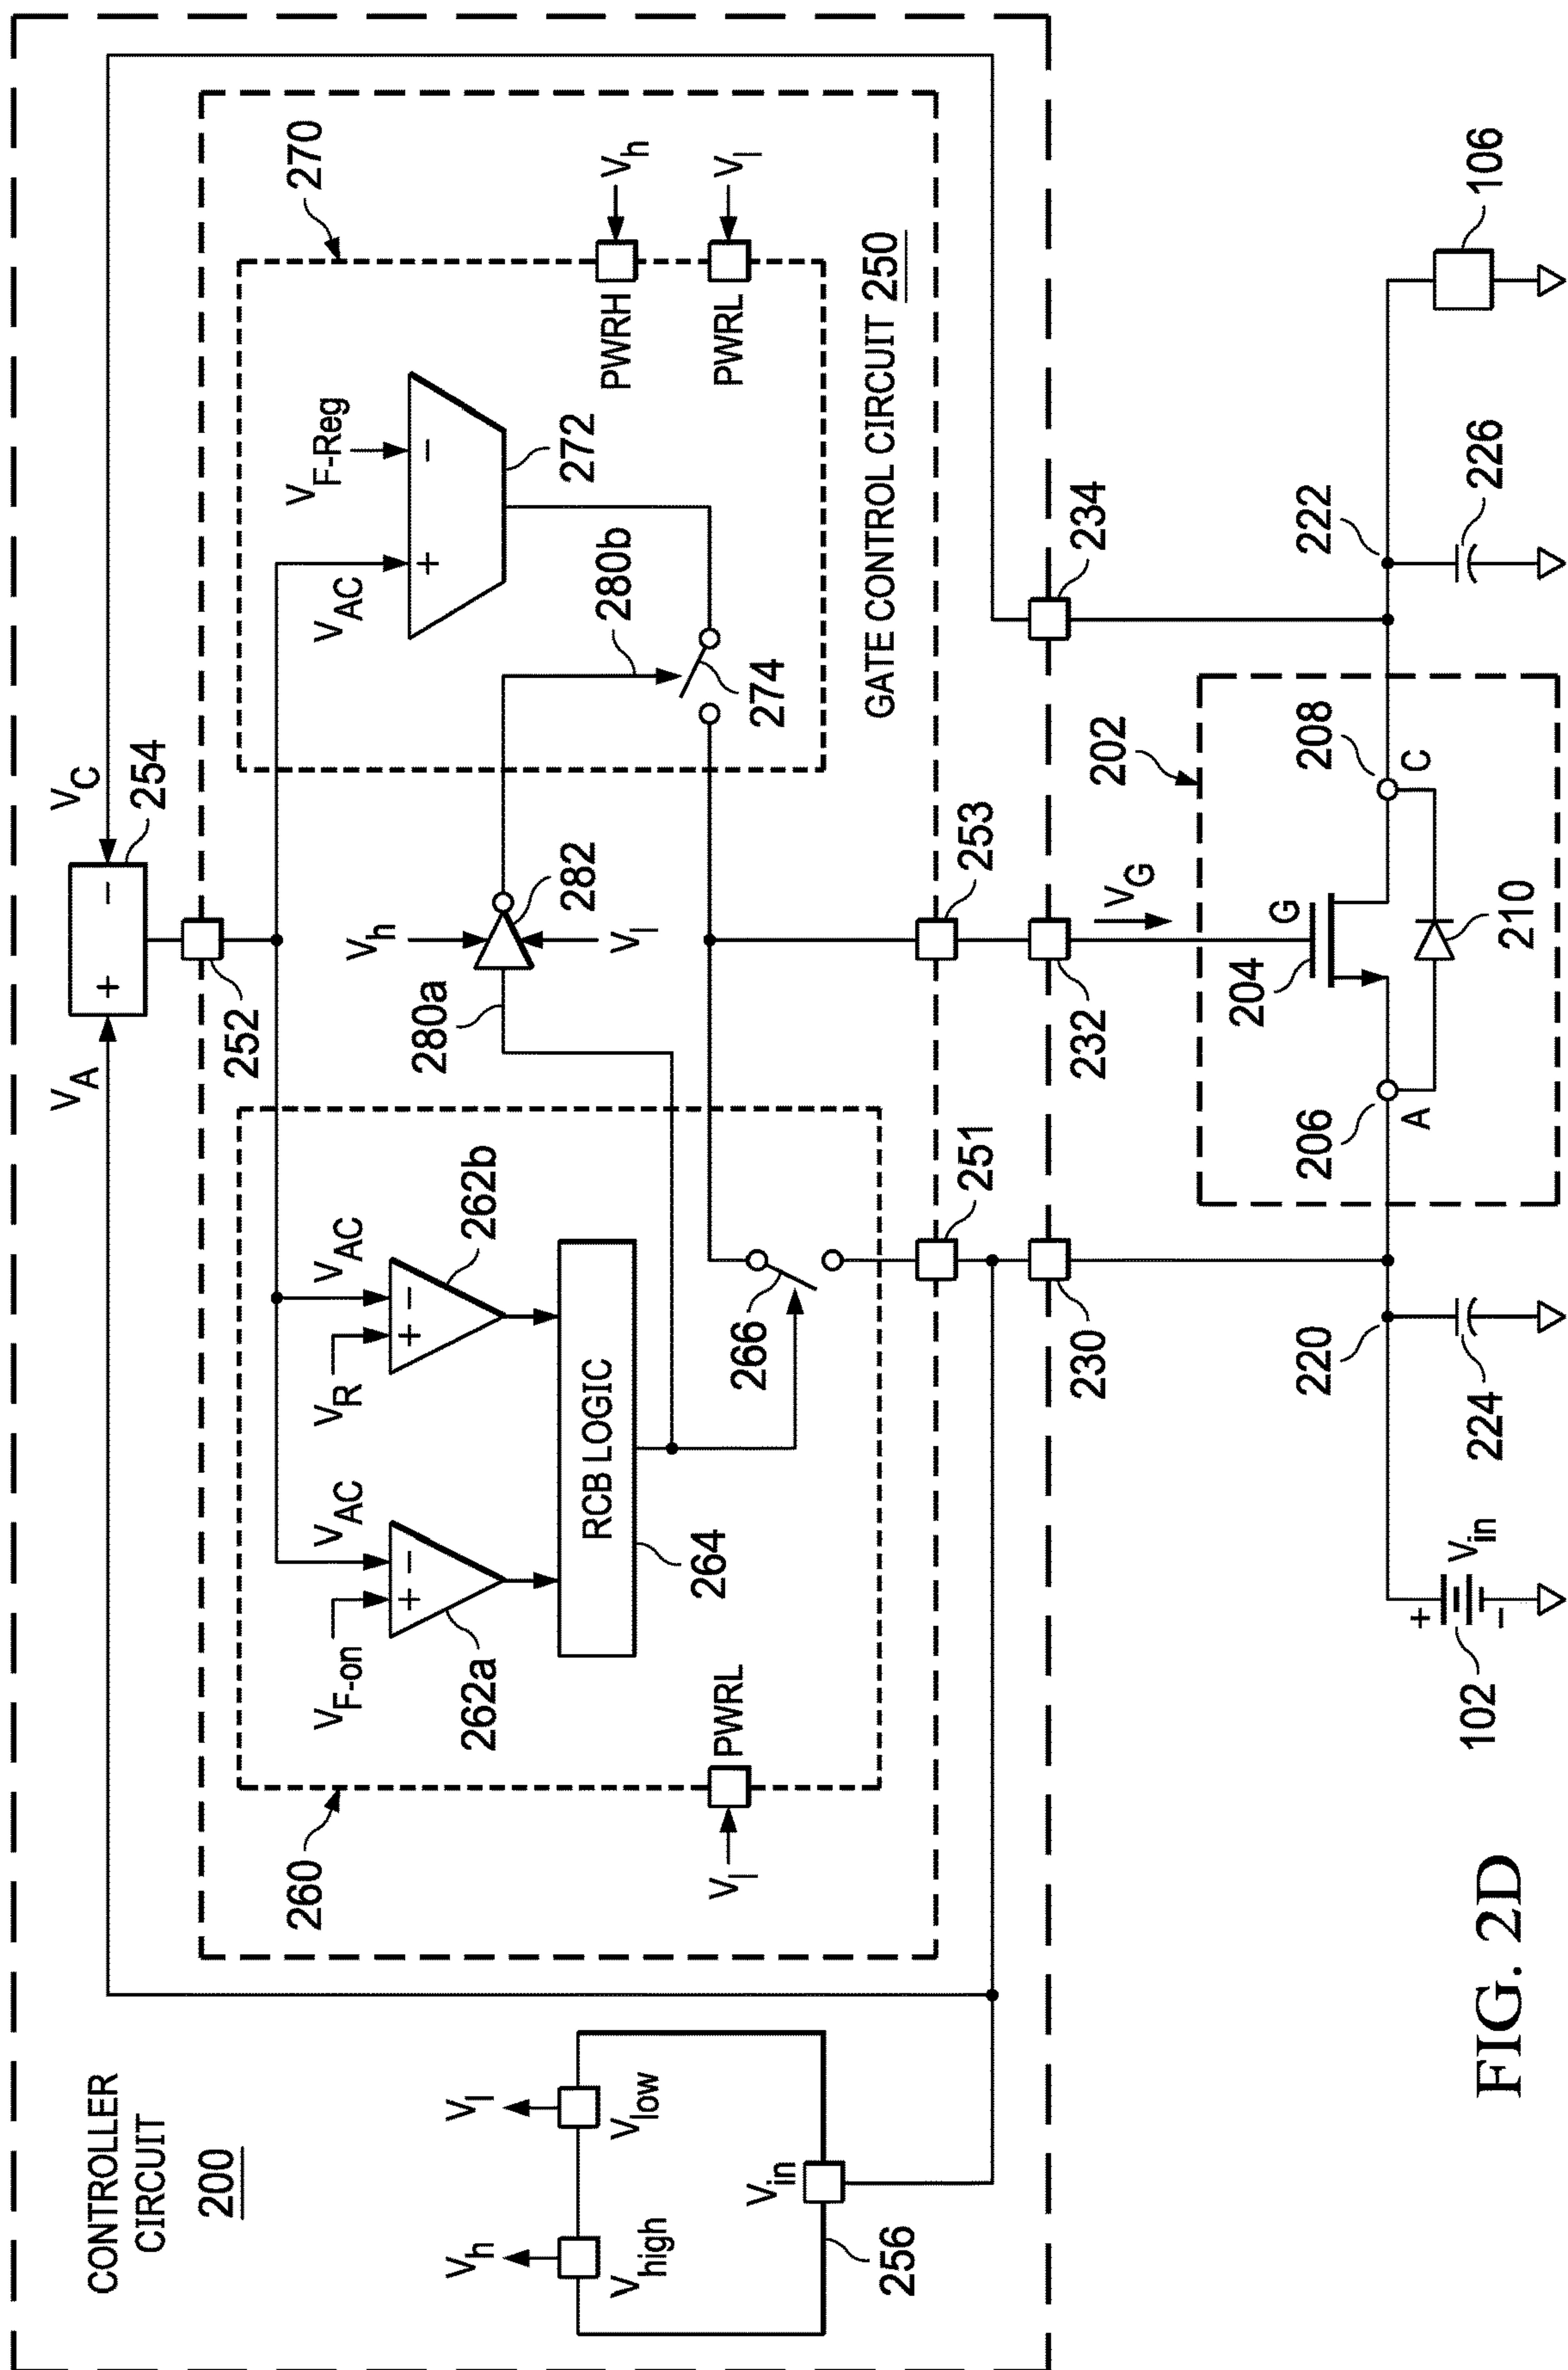 CONTROLLER
CIRCUIT
200
V_A
V_C
254
+
−
252
260
270
V_F-on
V_AC
V_R
V_AC
+
−
+
−
262a
262b
RCB LOGIC
264
266
V_l
PWRL
V_h
V_l
280a
282
280b
V_AC
V_F-Reg
+
−
272
274
PWRH
V_h
PWRL
V_l
GATE CONTROL CIRCUIT 250
V_h
V_l
V_high
V_low
V_in
256
251
253
230
232
234
V_G
202
204
G
206
A
208
C
210
220
222
224
226
102
+
−
V_in
106
FIG. 2D